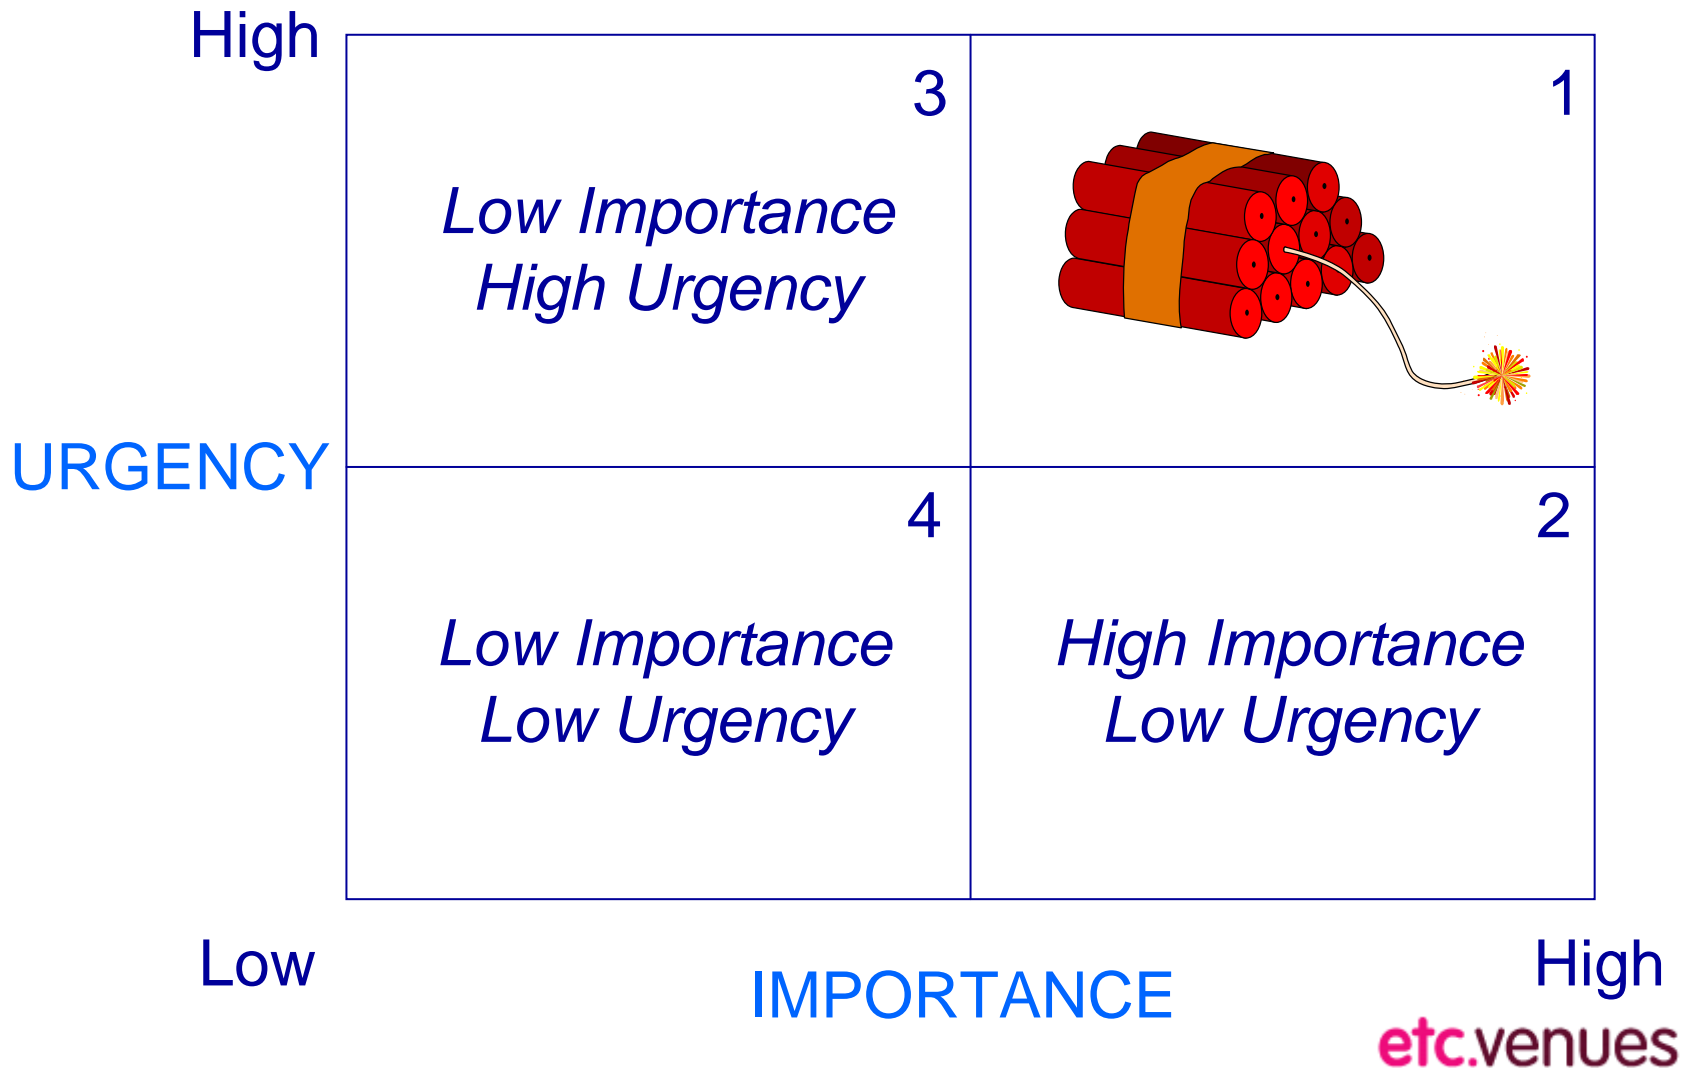 High
3
1
Low Importance
High Urgency
URGENCY
4
2
Low Importance
Low Urgency
High Importance
Low Urgency
Low
High
IMPORTANCE
etc.venues